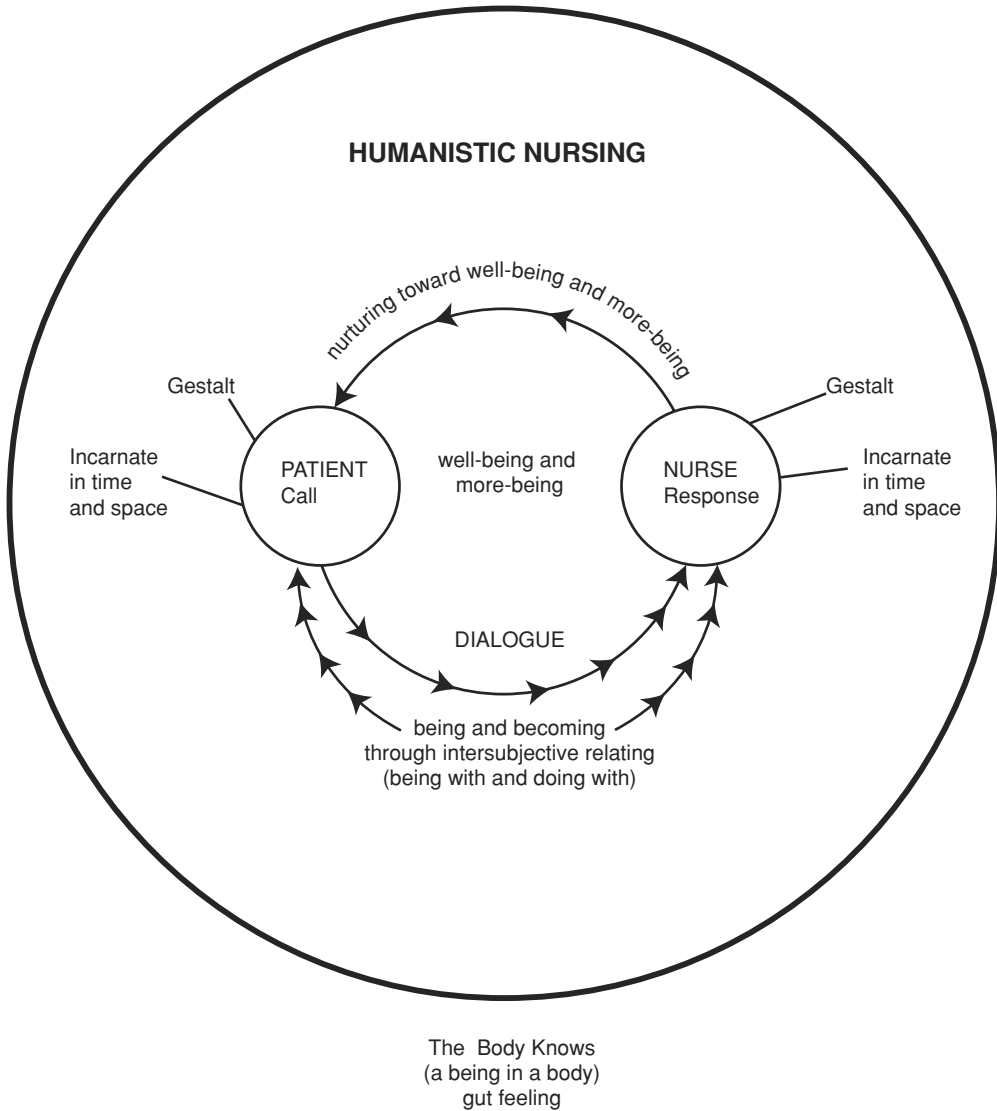 HUMANISTIC NURSING
nurturing toward well-being and more-being
Gestalt
Gestalt
Incarnate
in time
and space
PATIENT
Call
well-being and
more-being
NURSE
Response
Incarnate
in time
and space
DIALOGUE
being and becoming
through intersubjective relating
(being with and doing with)
The Body Knows
(a being in a body)
gut feeling